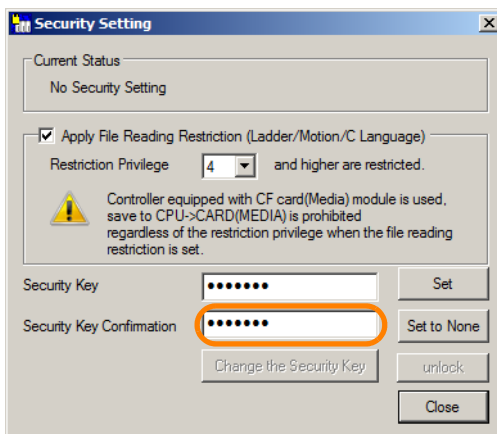 Security Setting
Current Status
No Security Setting
Apply File Reading Restriction (Ladder/Motion/C Language)
Restriction Privilege 4 and higher are restricted.
Controller equipped with CF card(Media) module is used,
save to CPU->CARD(MEDIA) is prohibited
regardless of the restriction privilege when the file reading
restriction is set.
Security Key ●●●●●●● Set
Security Key Confirmation ●●●●●●● Set to None
Change the Security Key unlock
Close